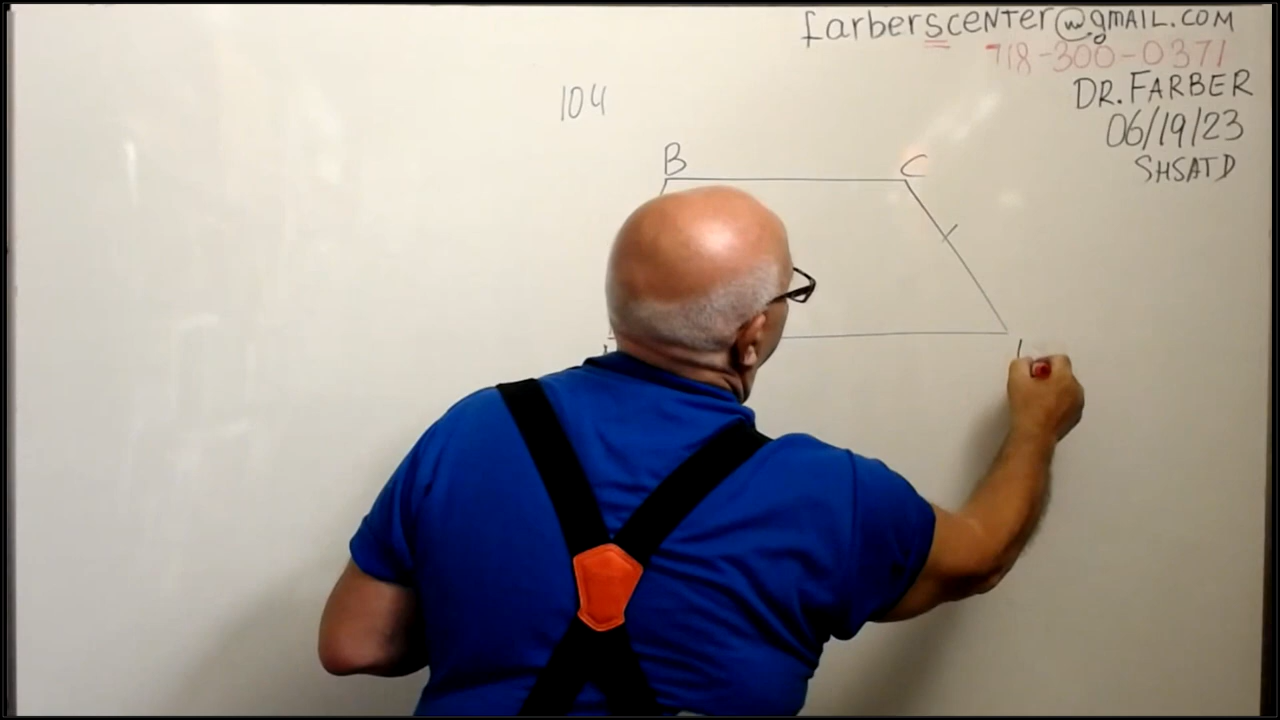 farberscenter@gmail.com
718-300-0371
DR. FARBER
06/19/23
SHSATD
104
B C